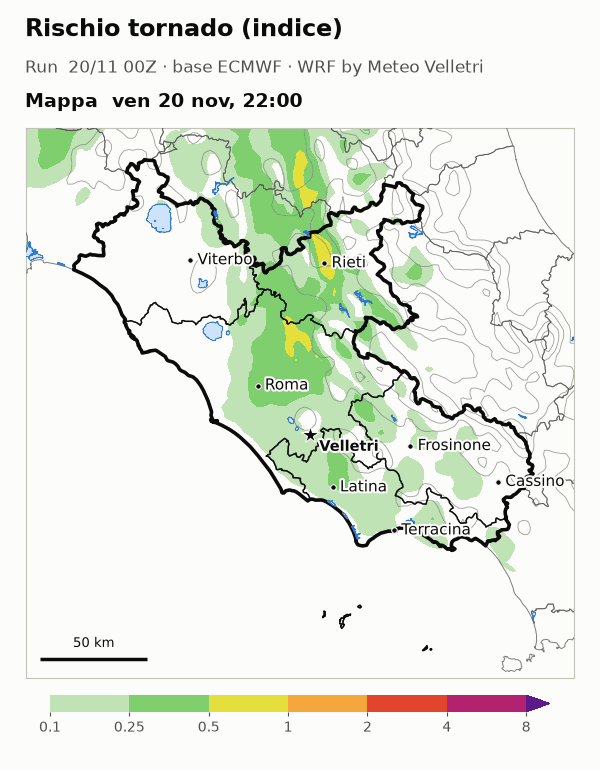 Rischio tornado (indice)
Run  20/11 00Z · base ECMWF · WRF by Meteo Velletri
Mappa  ven 20 nov, 22:00
Viterbo
Rieti
Roma
Velletri
Frosinone
Latina
Cassino
Terracina
50 km
0.1 0.25 0.5 1 2 4 8